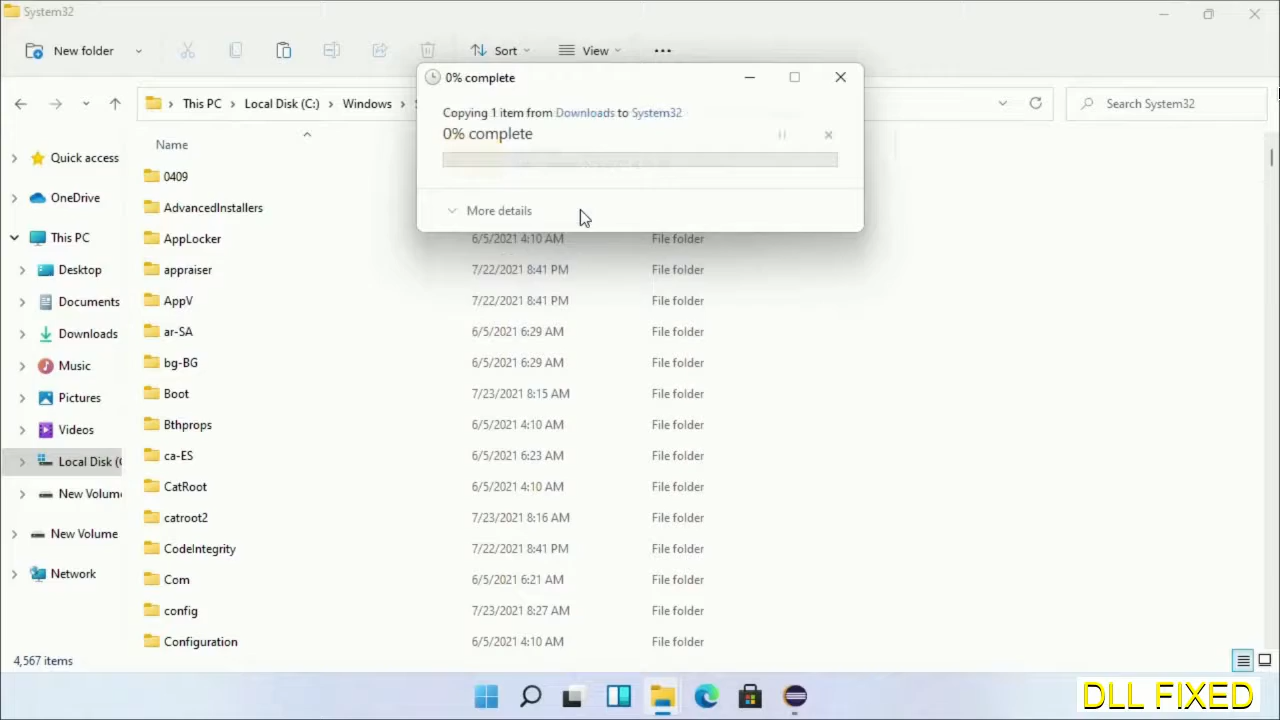 System32
New folder
Sort
View
0% complete
Copying 1 item from Downloads to System32
0% complete
More details
This PC
Local Disk (C:)
Windows
Search System32
Name
Quick access
OneDrive
This PC
Desktop
Documents
Downloads
Music
Pictures
Videos
Local Disk (
New Volum
New Volume
Network
0409
AdvancedInstallers
AppLocker 6/5/2021 4:10 AM File folder
appraiser 7/22/2021 8:41 PM File folder
AppV 7/22/2021 8:41 PM File folder
ar-SA 6/5/2021 6:29 AM File folder
bg-BG 6/5/2021 6:29 AM File folder
Boot 7/23/2021 8:15 AM File folder
Bthprops 6/5/2021 4:10 AM File folder
ca-ES 6/5/2021 6:23 AM File folder
CatRoot 6/5/2021 4:10 AM File folder
catroot2 7/23/2021 8:16 AM File folder
CodeIntegrity 7/22/2021 8:41 PM File folder
Com 6/5/2021 6:21 AM File folder
config 7/23/2021 8:27 AM File folder
Configuration 6/5/2021 4:10 AM File folder
4,567 items
DLL FIXED